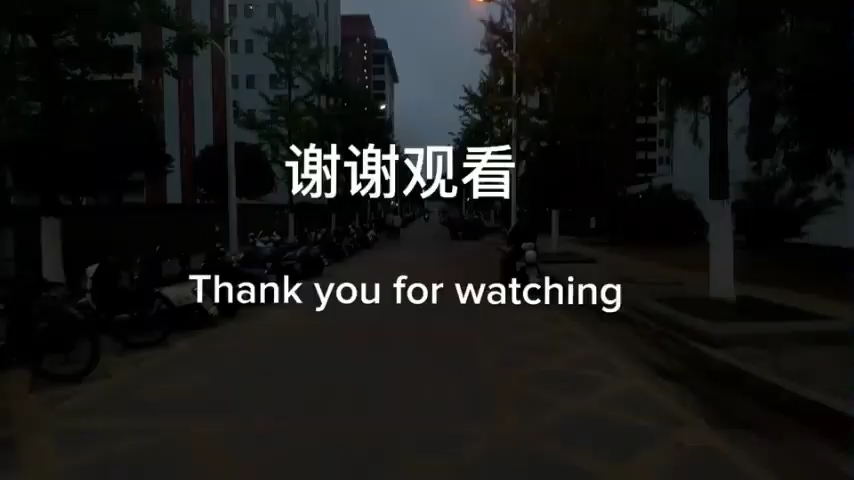 谢谢观看
Thank you for watching